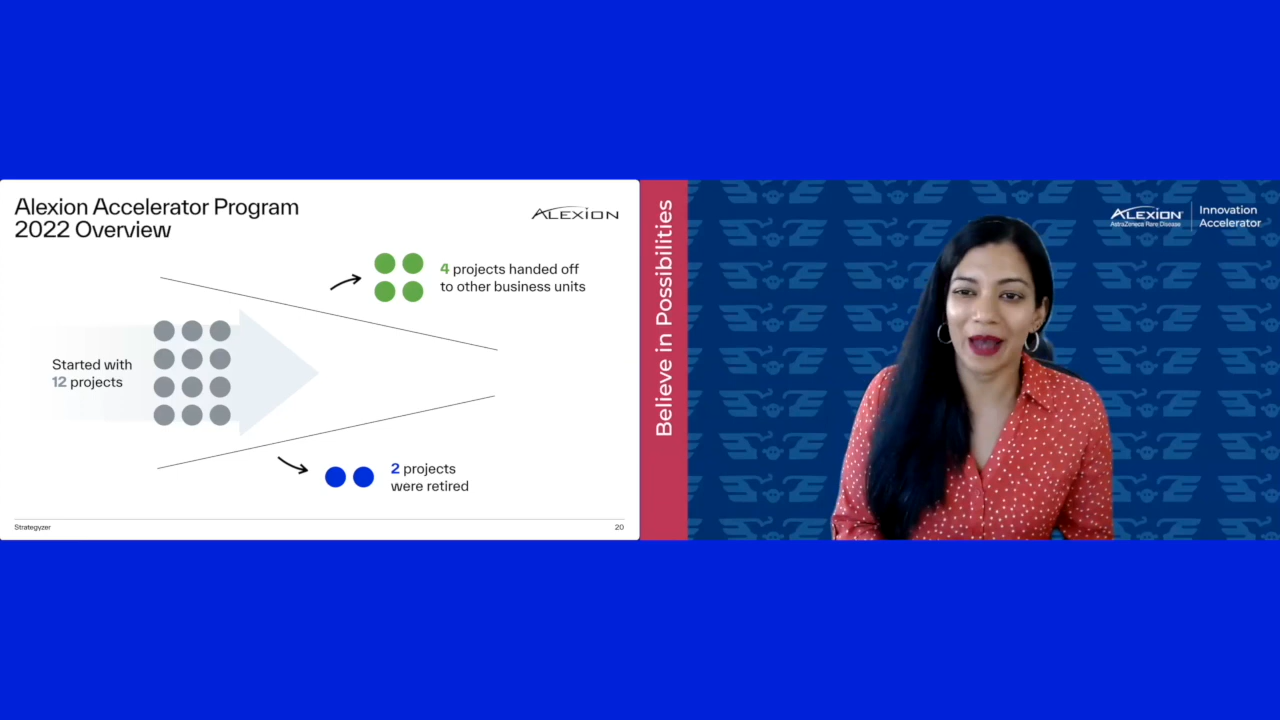 Alexion Accelerator Program
2022 Overview
ALEXION
4 projects handed off
to other business units
Started with
12 projects
2 projects
were retired
Strategyzer
20
Believe in Possibilities
ALEXION
AstraZeneca Rare Disease
Innovation
Accelerator